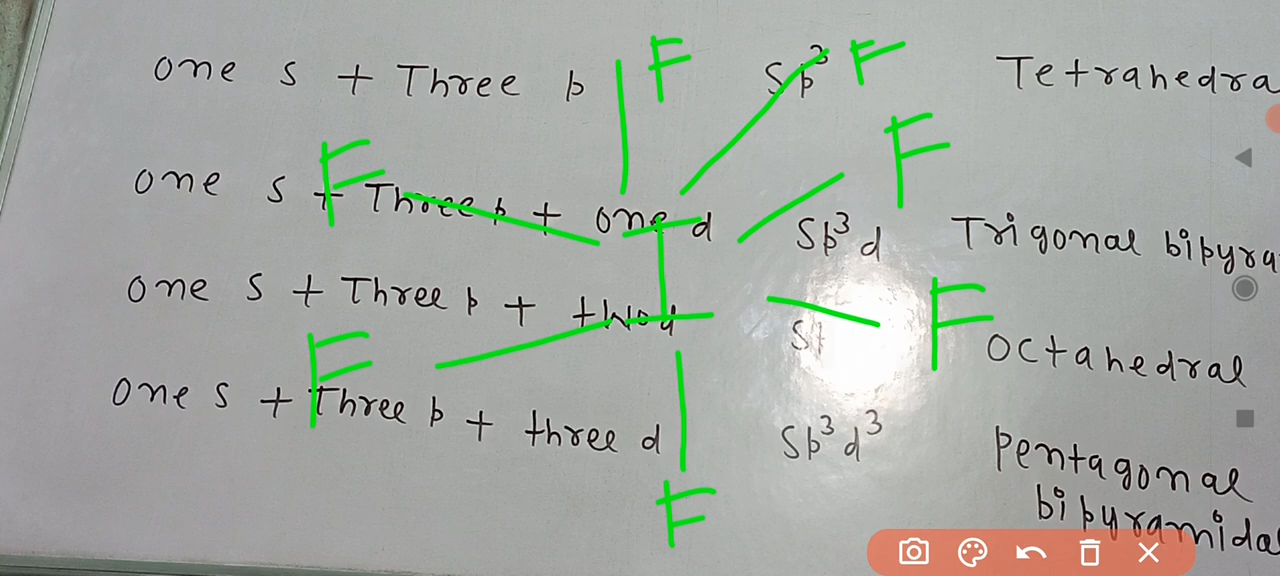 one s + Three p sp³ Tetrahedra
one s + Three p + one d sp³d Trigonal bipyra
one s + Three p + two d octahedral
one s + Three p + three d sp³d³ pentagonal
bipyramidal
F
F
F
F
F
F
F
I